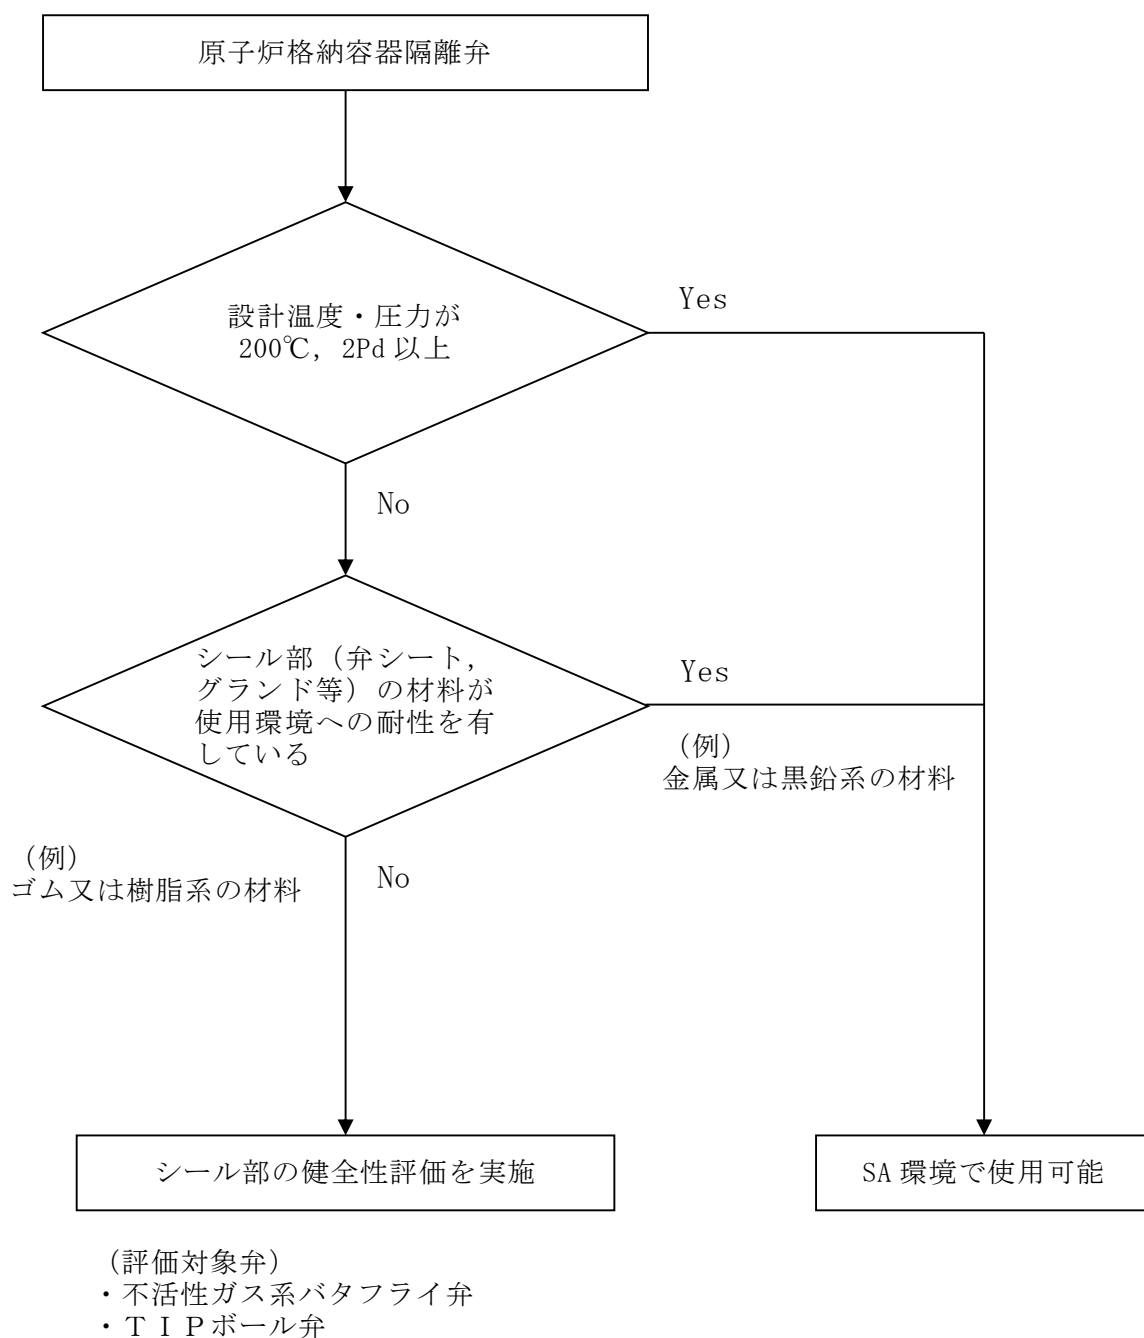 原子炉格納容器隔離弁
設計温度・圧力が
200℃，2Pd 以上
Yes
No
シール部（弁シート，
グランド等）の材料が
使用環境への耐性を有
している
Yes
（例）
金属又は黒鉛系の材料
（例）
ゴム又は樹脂系の材料
No
シール部の健全性評価を実施
SA 環境で使用可能
（評価対象弁）
・不活性ガス系バタフライ弁
・ＴＩＰボール弁